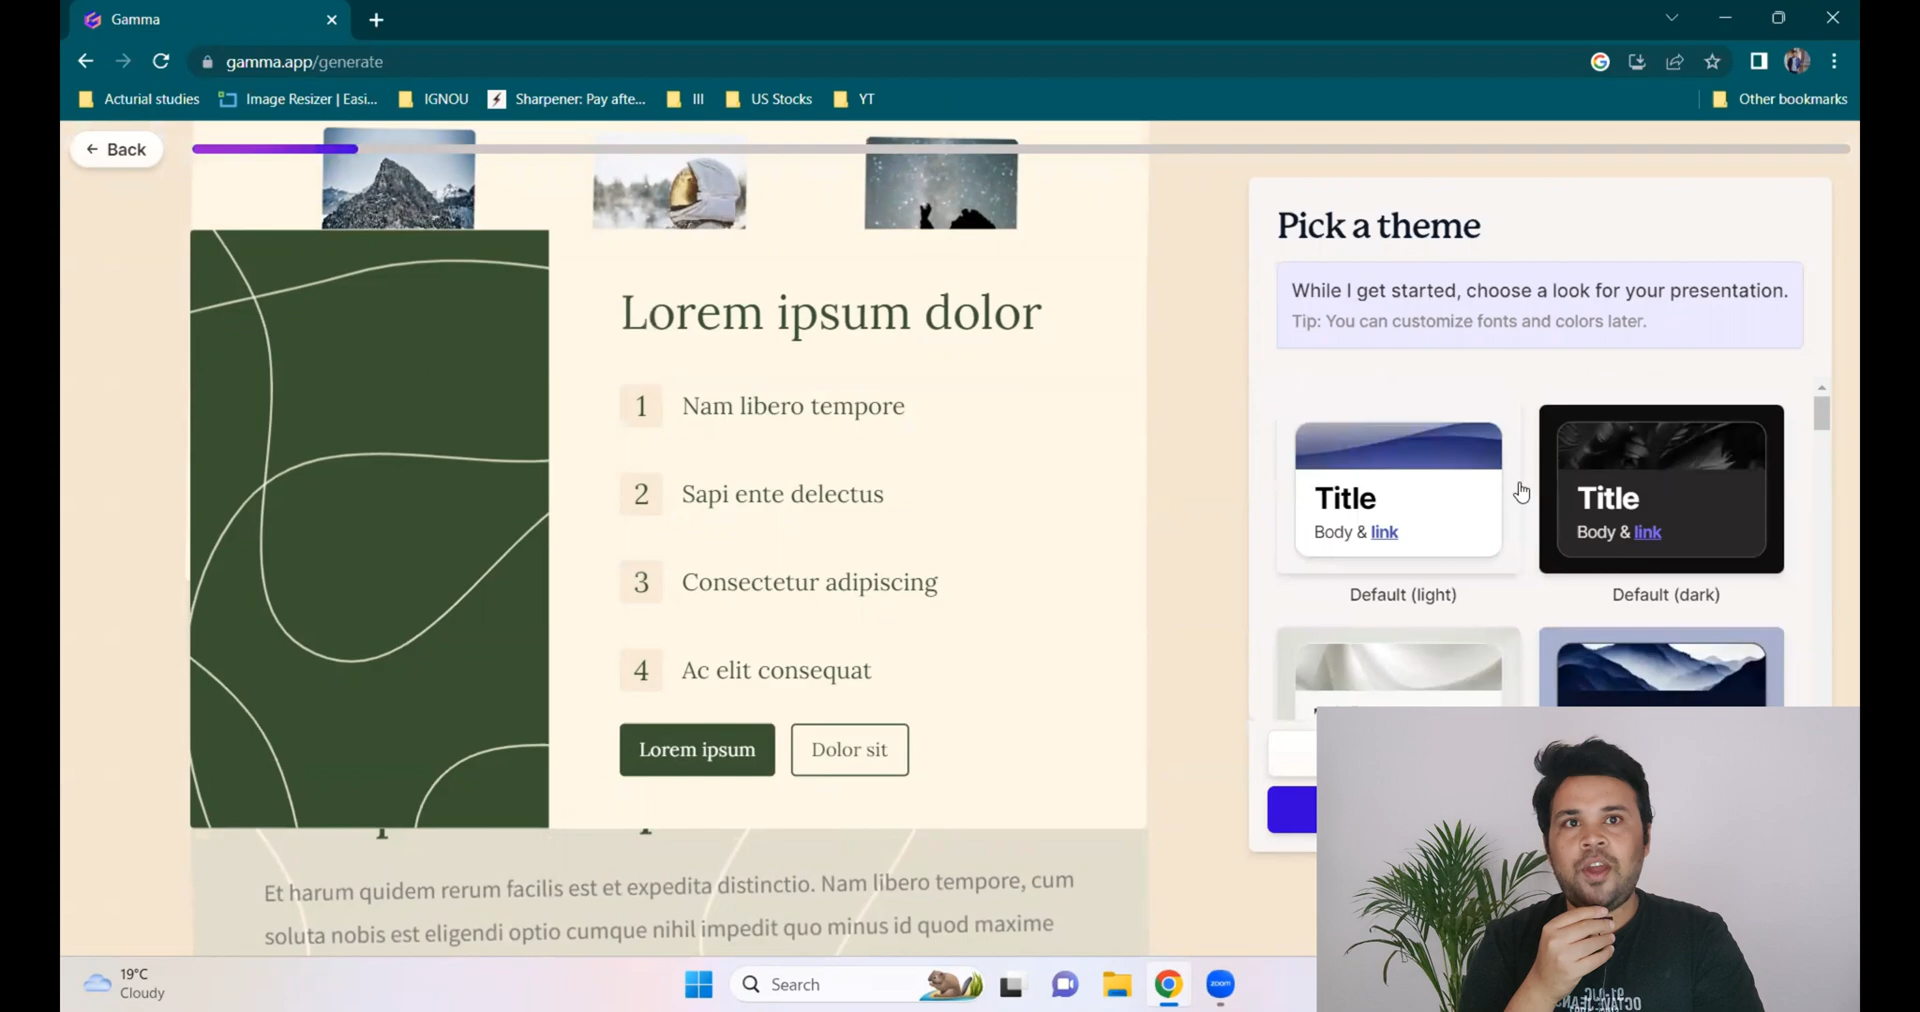 Gamma
gamma.app/generate
Acturial studies
Image Resizer | Easi...
IGNOU
Sharpener: Pay afte...
III
US Stocks
YT
Other bookmarks
Back
Pick a theme
While I get started, choose a look for your presentation.
Tip: You can customize fonts and colors later.
Lorem ipsum dolor
1 Nam libero tempore
2 Sapi ente delectus
3 Consectetur adipiscing
4 Ac elit consequat
Lorem ipsum
Dolor sit
Title
Body & link
Default (light)
Title
Body & link
Default (dark)
Et harum quidem rerum facilis est et expedita distinctio. Nam libero tempore, cum
soluta nobis est eligendi optio cumque nihil impedit quo minus id quod maxime
19°C
Cloudy
Search
zoom